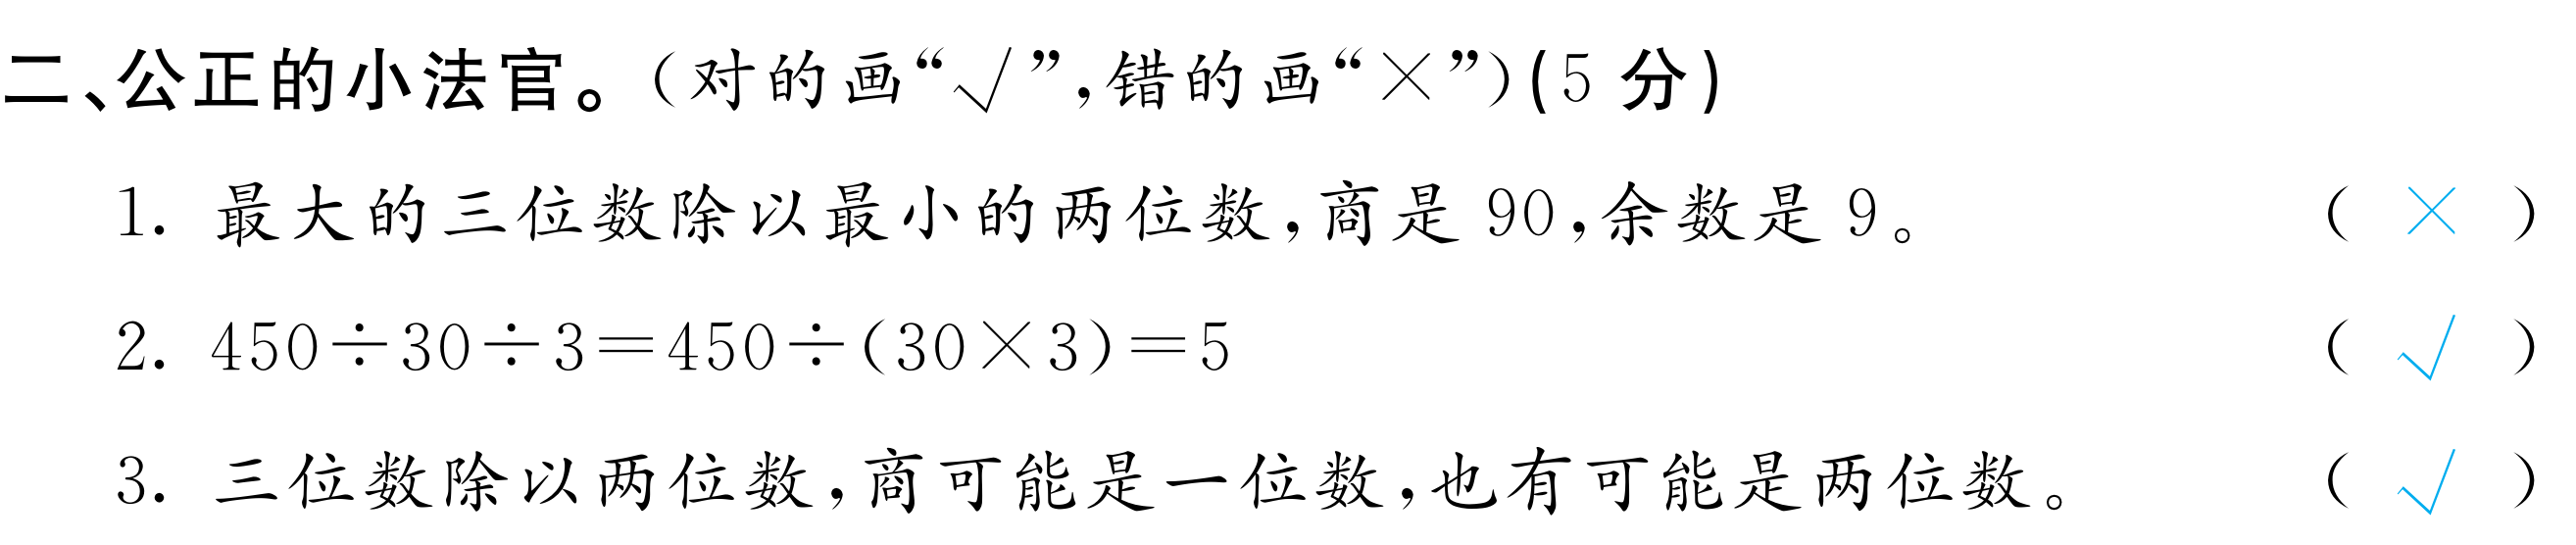 二、公正的小法官。(对的画“√”,错的画“×”)(5 分)
1. 最大的三位数除以最小的两位数,商是 90,余数是 9。 ( × )
2. 450÷30÷3=450÷(30×3)=5 ( √ )
3. 三位数除以两位数,商可能是一位数,也有可能是两位数。 ( √ )